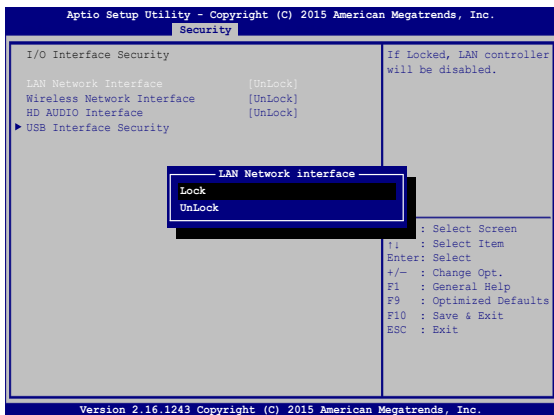 Aptio Setup Utility - Copyright (C) 2015 American Megatrends, Inc.
Security
I/O Interface Security
LAN Network Interface [UnLock]
Wireless Network Interface [UnLock]
HD AUDIO Interface [UnLock]
USB Interface Security
If Locked, LAN controller
will be disabled.
LAN Network interface
Lock
UnLock
: Select Screen
↑↓ : Select Item
Enter: Select
+/— : Change Opt.
F1 : General Help
F9 : Optimized Defaults
F10 : Save & Exit
ESC : Exit
Version 2.16.1243 Copyright (C) 2015 American Megatrends, Inc.